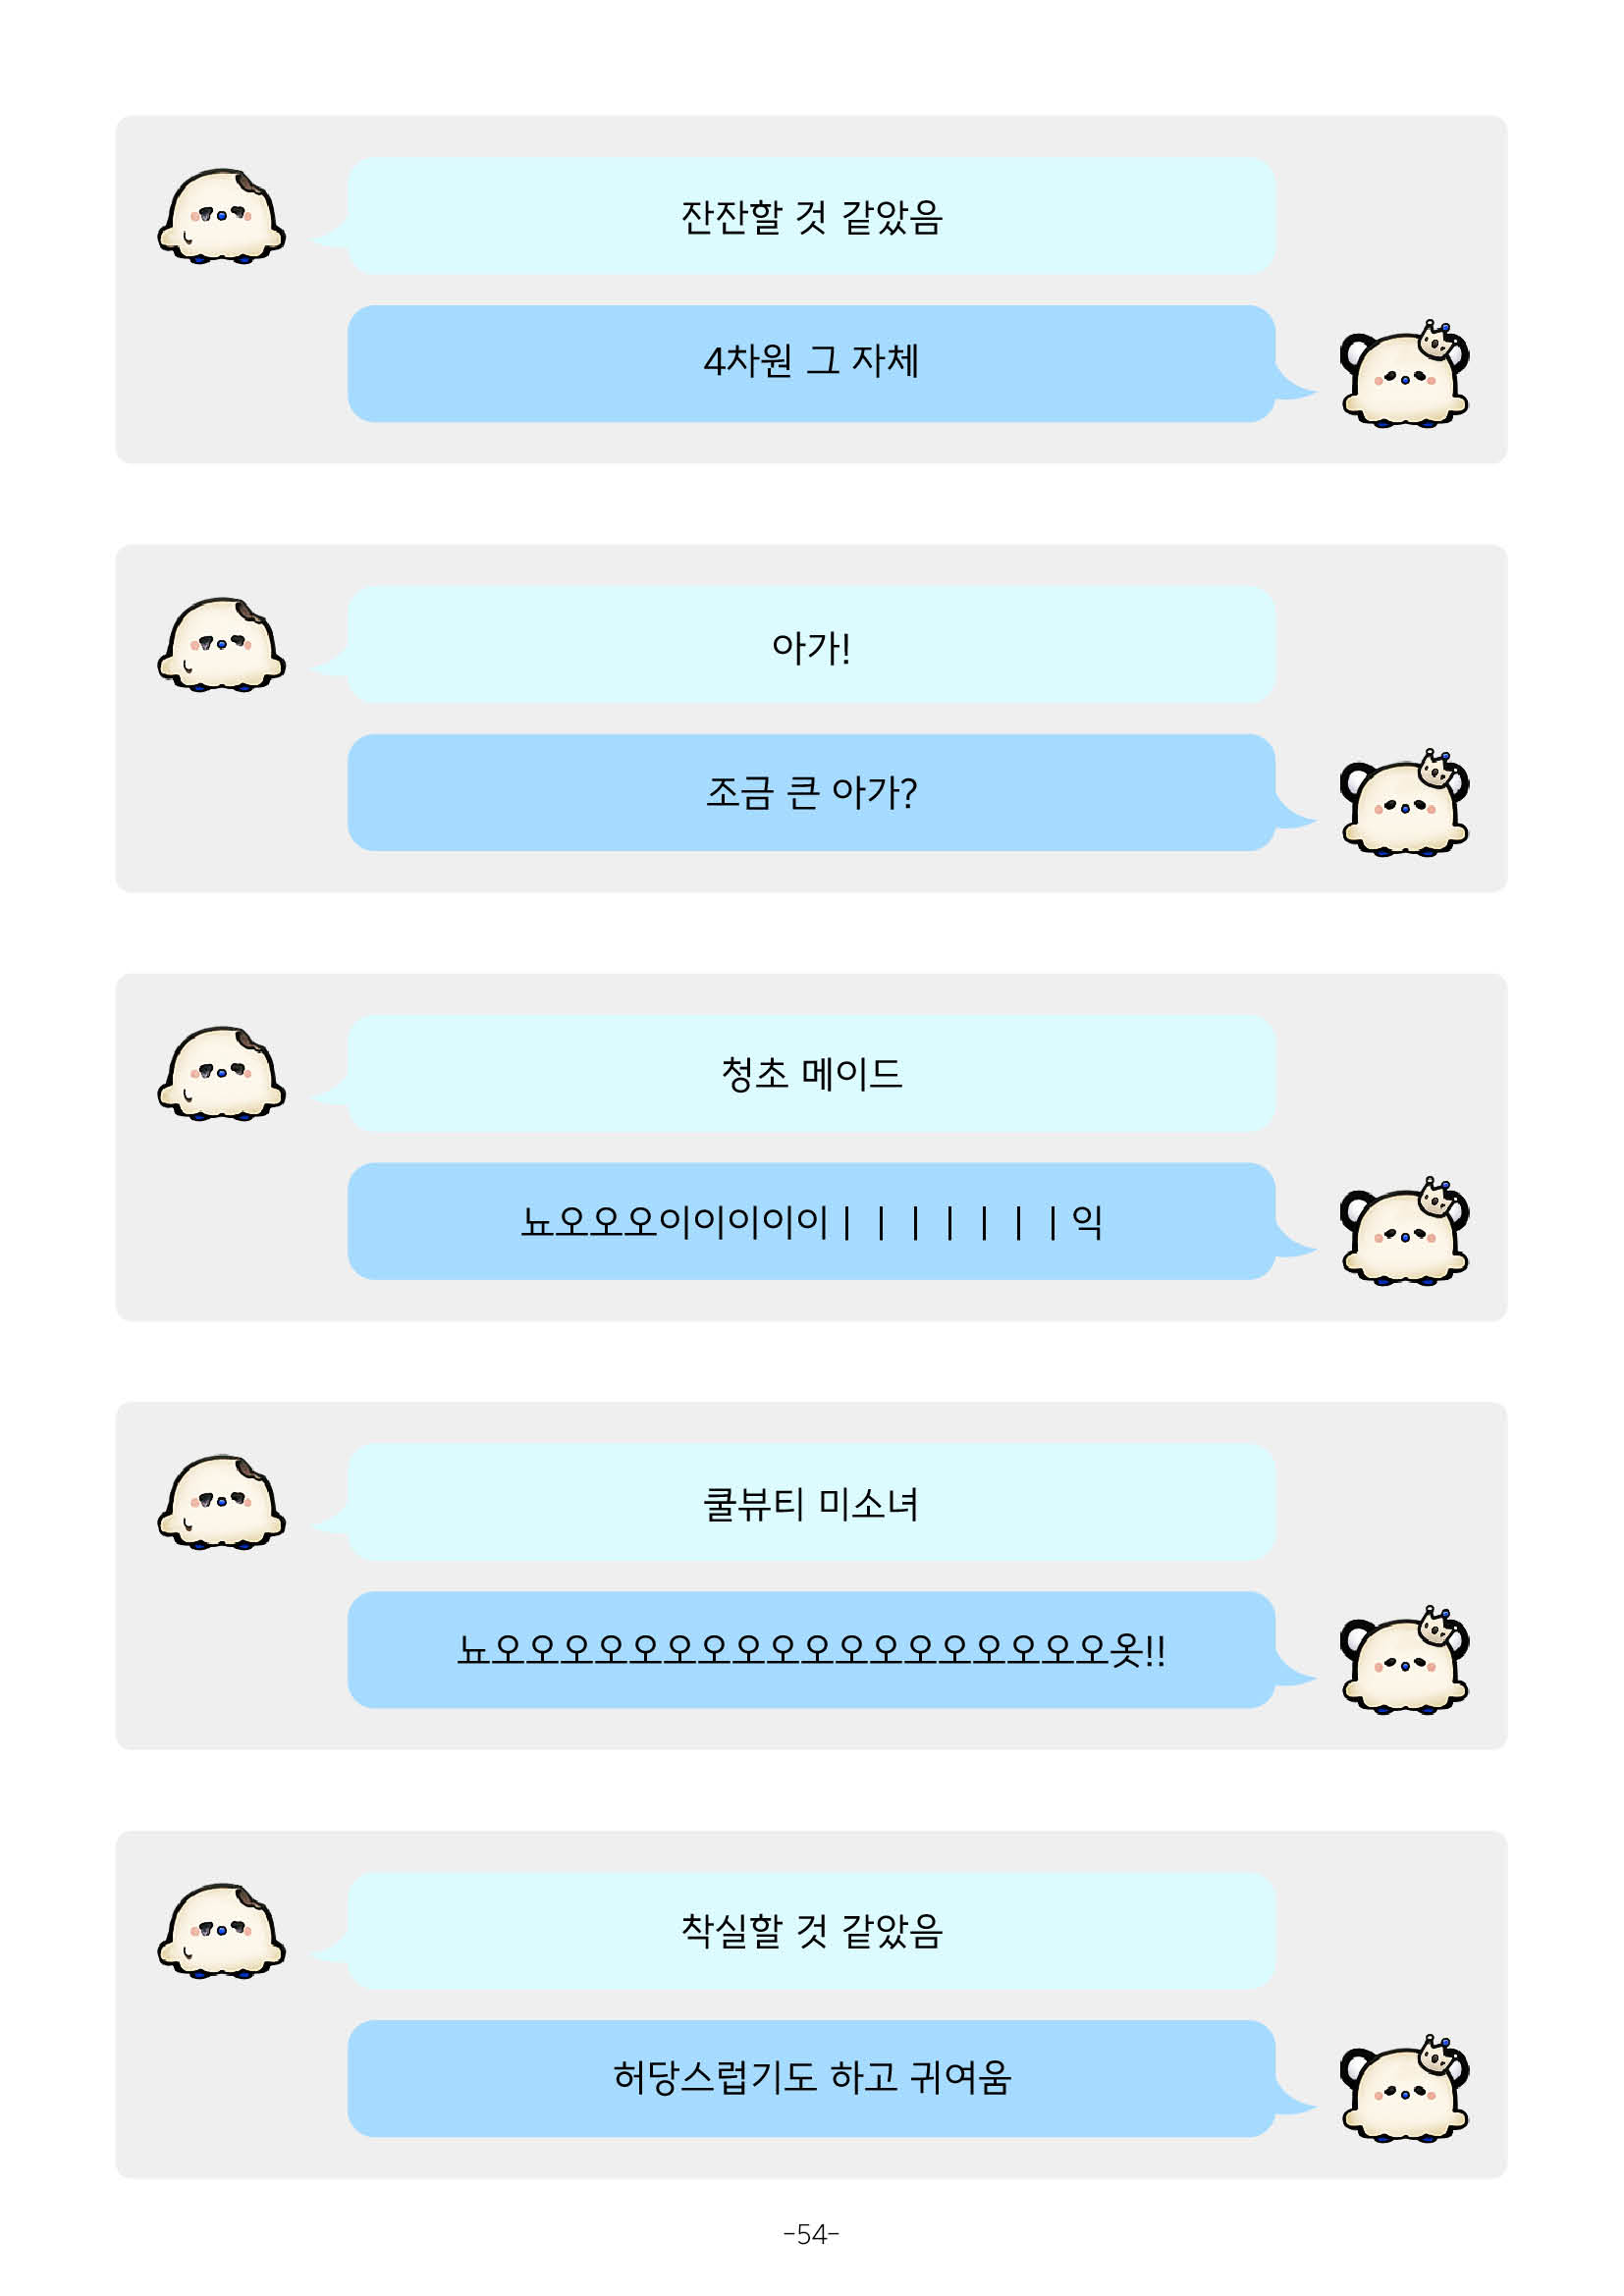 잔잔할 것 같았음
4차원 그 자체
아가!
조금 큰 아가?
청초 메이드
뇨오오오이이이이이ㅣㅣㅣㅣㅣㅣㅣ익
쿨뷰티 미소녀
뇨오오오오오오오오오오오오오오오오오오옷!!
착실할 것 같았음
허당스럽기도 하고 귀여움
-54-